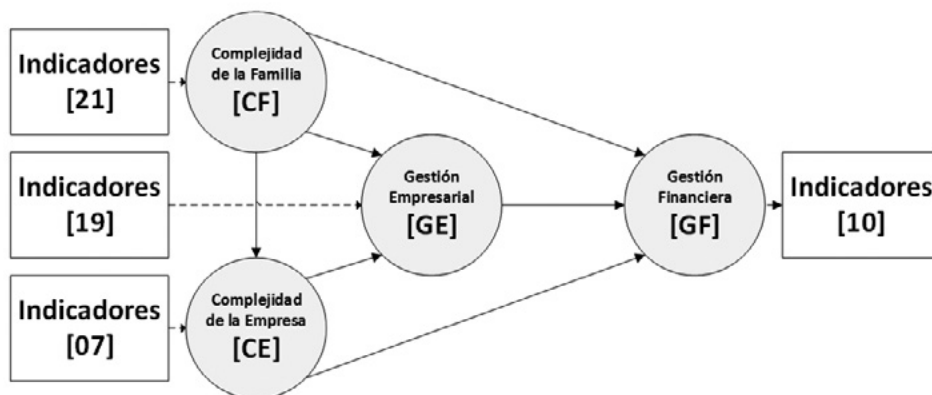 Indicadores
[21]
Complejidad
de la Familia
[CF]
Indicadores
[19]
Gestión
Empresarial
[GE]
Gestión
Financiera
[GF]
Indicadores
[10]
Indicadores
[07]
Complejidad
de la Empresa
[CE]